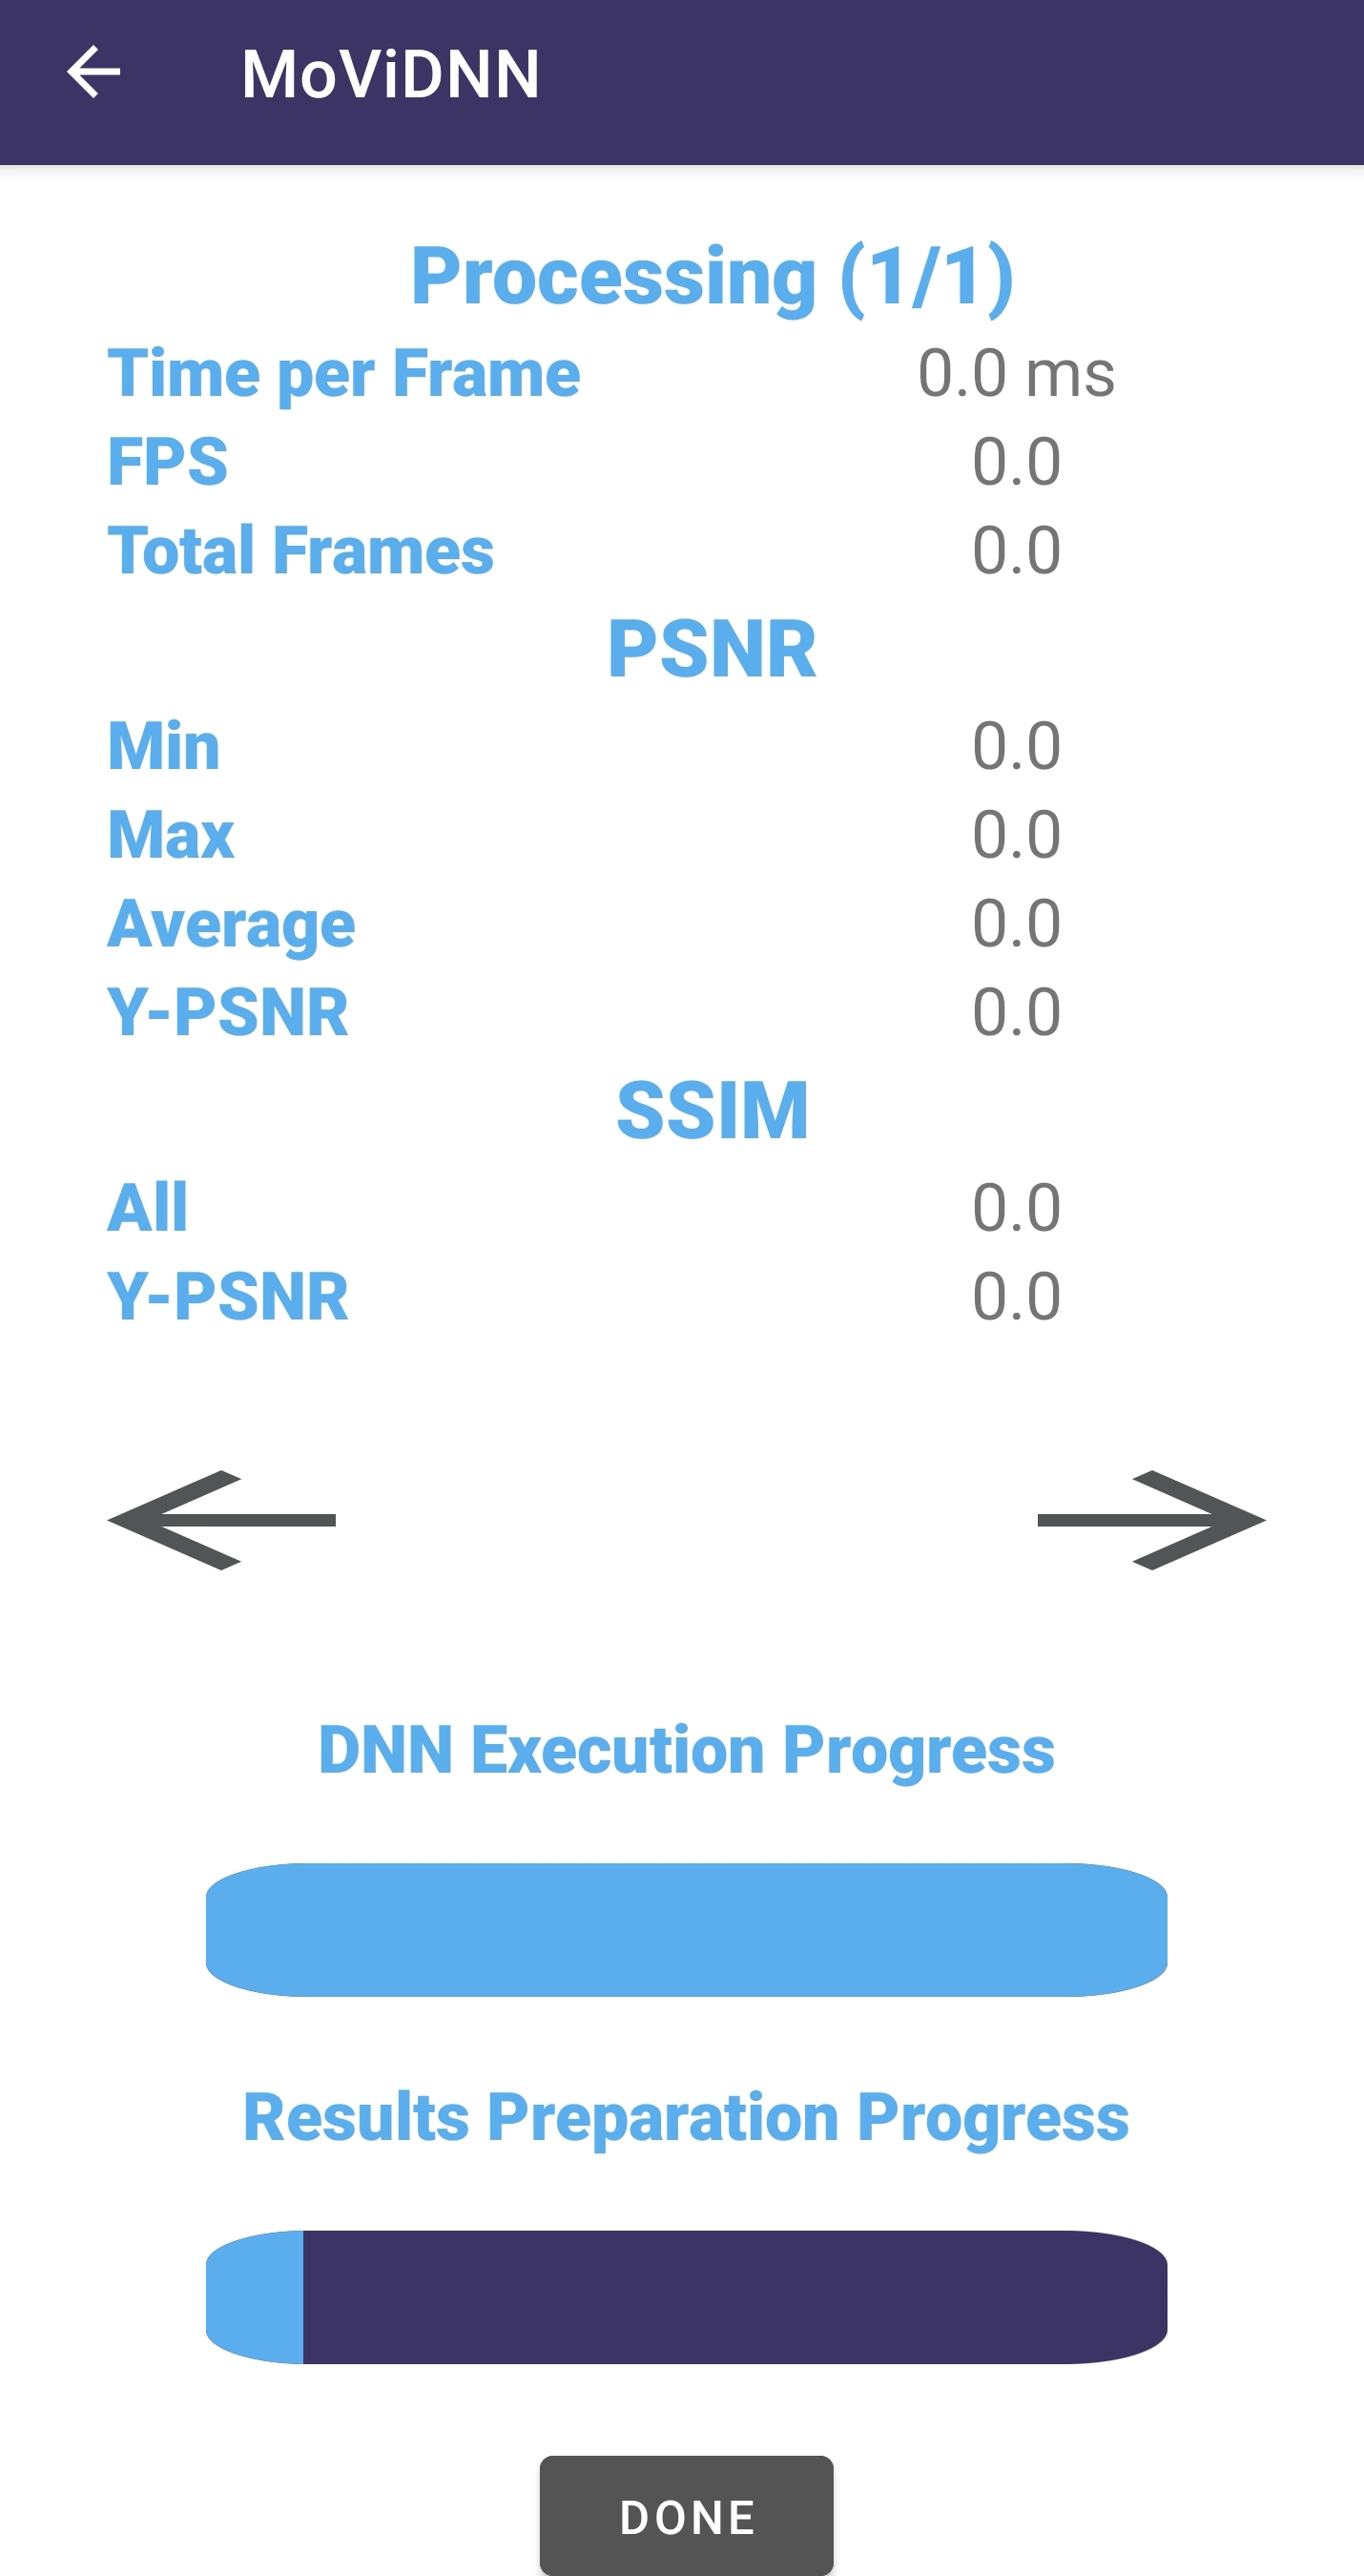 MoViDNN
Processing (1/1)
Time per Frame 0.0 ms
FPS 0.0
Total Frames 0.0
PSNR
Min 0.0
Max 0.0
Average 0.0
Y-PSNR 0.0
SSIM
All 0.0
Y-PSNR 0.0
DNN Execution Progress
Results Preparation Progress
DONE